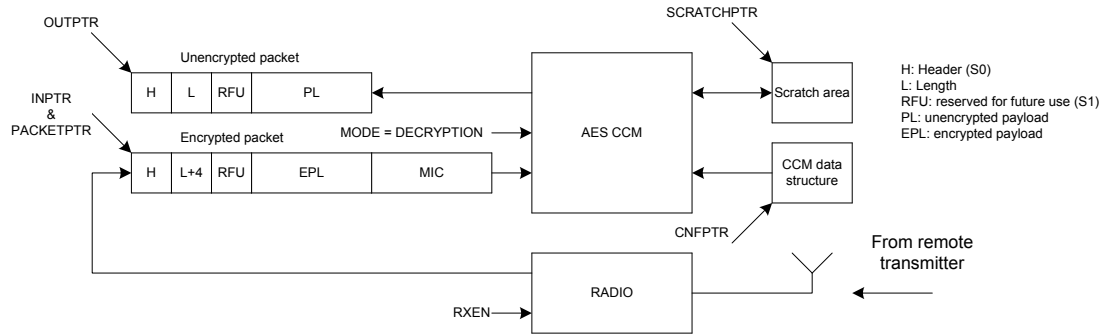 OUTPTR
SCRATCHPTR
Unencrypted packet
H L RFU PL
INPTR
&
PACKETPTR
MODE = DECRYPTION
Encrypted packet
H L+4 RFU EPL MIC
AES CCM
Scratch area
CCM data
structure
CNFPTR
H: Header (S0)
L: Length
RFU: reserved for future use (S1)
PL: unencrypted payload
EPL: encrypted payload
From remote
transmitter
RADIO
RXEN